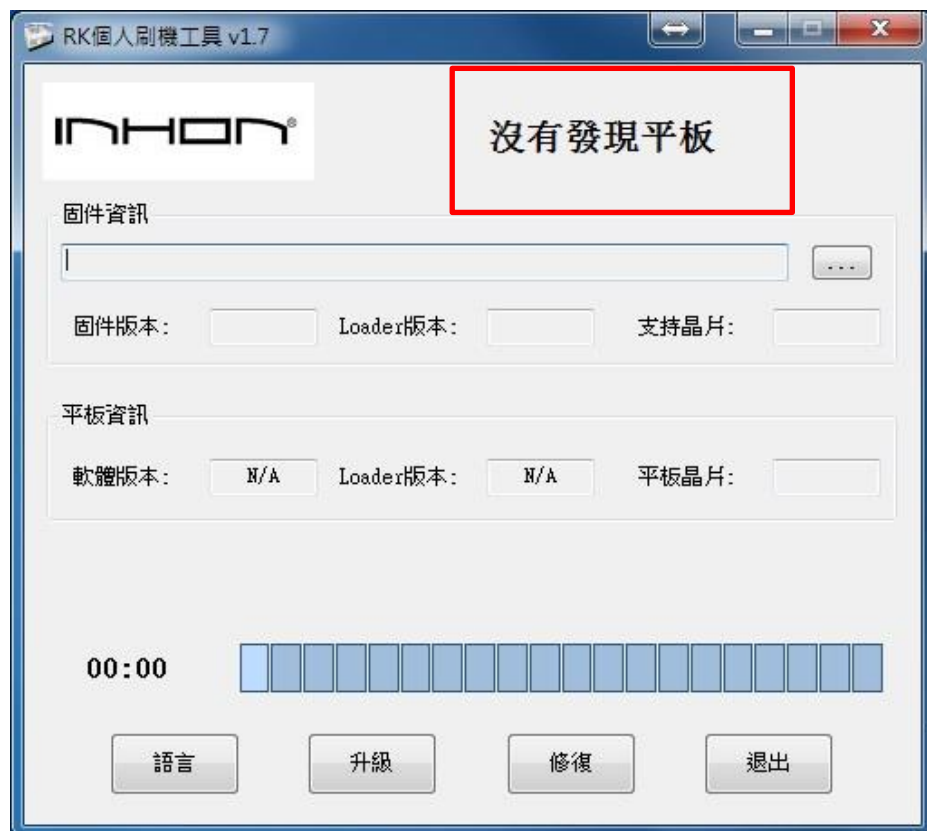 RK個人刷機工具 v1.7
INHON®
沒有發現平板
固件資訊
...
固件版本:
Loader版本:
支持晶片:
平板資訊
軟體版本: N/A
Loader版本: N/A
平板晶片:
00:00
語言
升級
修復
退出